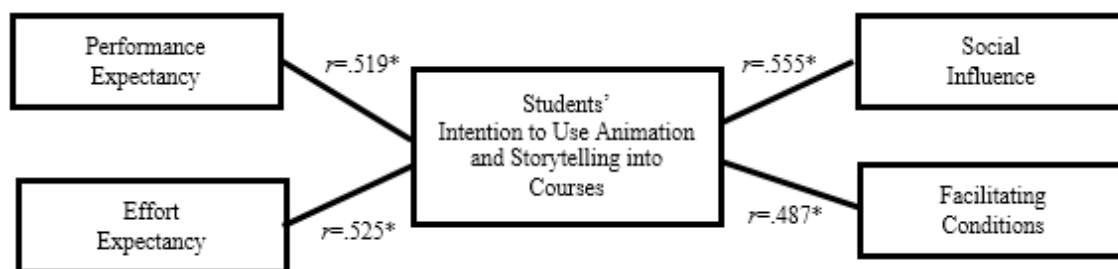 Performance
Expectancy
r=.519*
Students’
Intention to Use Animation
and Storytelling into
Courses
r=.555*
Social
Influence
Effort
Expectancy
r=.525*
r=.487*
Facilitating
Conditions